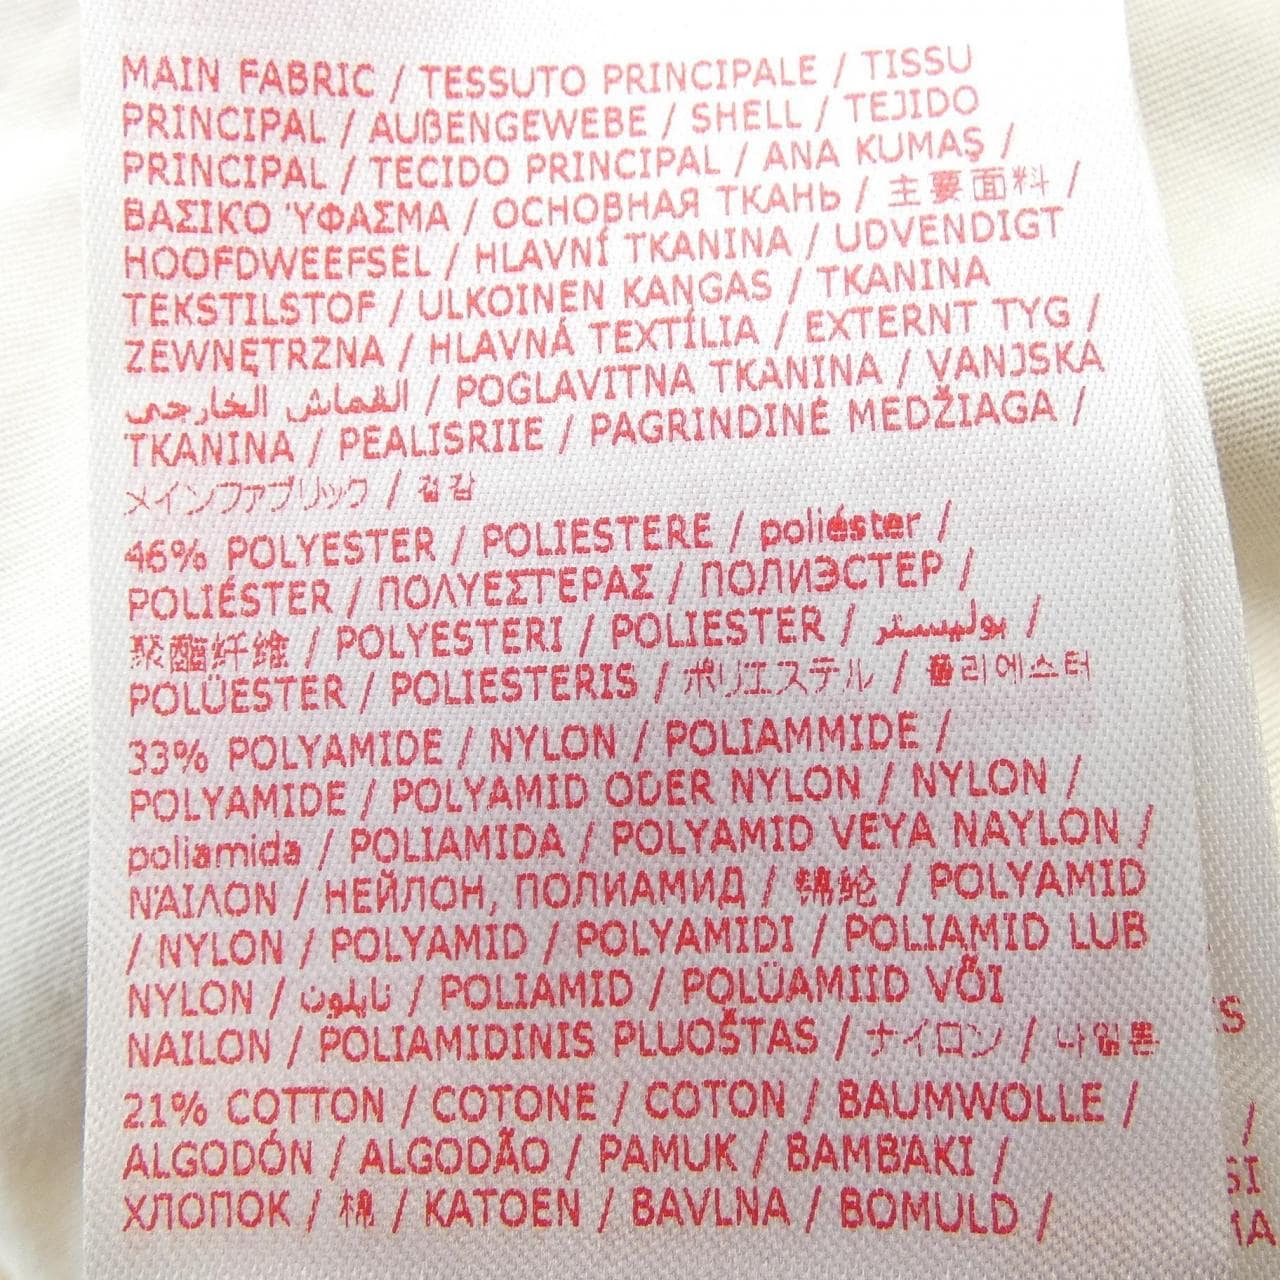 MAIN FABRIC / TESSUTO PRINCIPALE / TISSU
PRINCIPAL / AUßENGEWEBE / SHELL / TEJIDO
PRINCIPAL / TECIDO PRINCIPAL / ANA KUMAŞ /
ΒΑΣΙΚΟ ΎΦΑΣΜΑ / ОСНОВНАЯ ТКАНЬ / 主要面料 /
HOOFDWEEFSEL / HLAVNÍ TKANINA / UDVENDIGT
TEKSTILSTOF / ULKOINEN KANGAS / TKANINA
ZEWNĘTRZNA / HLAVNÁ TEXTÍLIA / EXTERNT TYG /
القماش الخارجي / POGLAVITNA TKANINA / VANJSKA
TKANINA / PEALISRIIE / PAGRINDINĖ MEDŽIAGA /
メインファブリック / 겉감
46% POLYESTER / POLIESTERE / poliéster /
POLIÉSTER / ΠΟΛΥΕΣΤΕΡΑΣ / ПОЛИЭСТЕР /
聚酯纤维 / POLYESTERI / POLIESTER / بوليستر /
POLÜESTER / POLIESTERIS / ポリエステル / 폴리에스터
33% POLYAMIDE / NYLON / POLIAMMIDE /
POLYAMIDE / POLYAMID ODER NYLON / NYLON /
poliamida / POLIAMIDA / POLYAMID VEYA NAYLON /
ΝΆΙΛΟΝ / НЕЙЛОН, ПОЛИАМИД / 锦纶 / POLYAMID
/ NYLON / POLYAMID / POLYAMIDI / POLIAMID LUB
NYLON / نايلون / POLIAMID / POLÜAMIID VÕI
NAILON / POLIAMIDINIS PLUOŠTAS / ナイロン / 나일론
21% COTTON / COTONE / COTON / BAUMWOLLE /
ALGODÓN / ALGODÃO / PAMUK / ΒΑΜΒΆΚΙ /
ХЛОПОК / 棉 / KATOEN / BAVLNA / BOMULD /